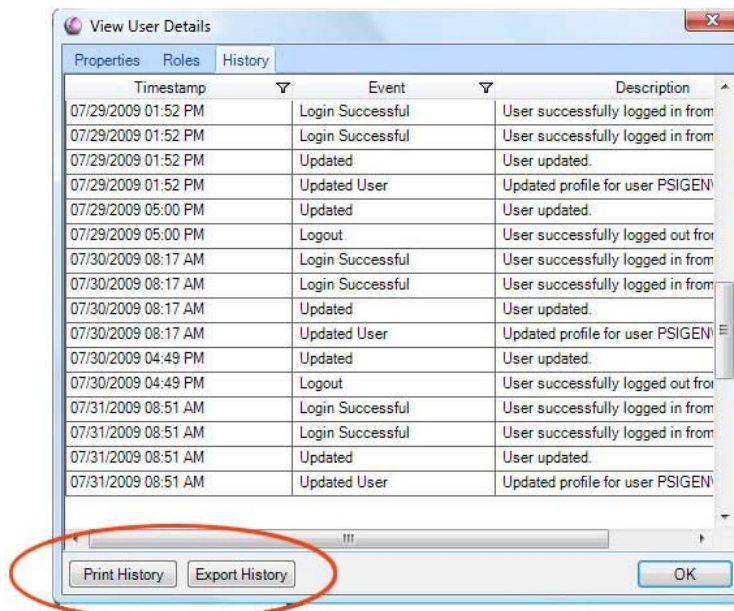 View User Details
Properties Roles History
Timestamp Event Description
07/29/2009 01:52 PM Login Successful User successfully logged in from
07/29/2009 01:52 PM Login Successful User successfully logged in from
07/29/2009 01:52 PM Updated User updated.
07/29/2009 01:52 PM Updated User Updated profile for user PSIGEN\
07/29/2009 05:00 PM Updated User updated.
07/29/2009 05:00 PM Logout User successfully logged out from
07/30/2009 08:17 AM Login Successful User successfully logged in from
07/30/2009 08:17 AM Login Successful User successfully logged in from
07/30/2009 08:17 AM Updated User updated.
07/30/2009 08:17 AM Updated User Updated profile for user PSIGEN\
07/30/2009 04:49 PM Updated User updated.
07/30/2009 04:49 PM Logout User successfully logged out from
07/31/2009 08:51 AM Login Successful User successfully logged in from
07/31/2009 08:51 AM Login Successful User successfully logged in from
07/31/2009 08:51 AM Updated User updated.
07/31/2009 08:51 AM Updated User Updated profile for user PSIGEN\
Print History Export History OK